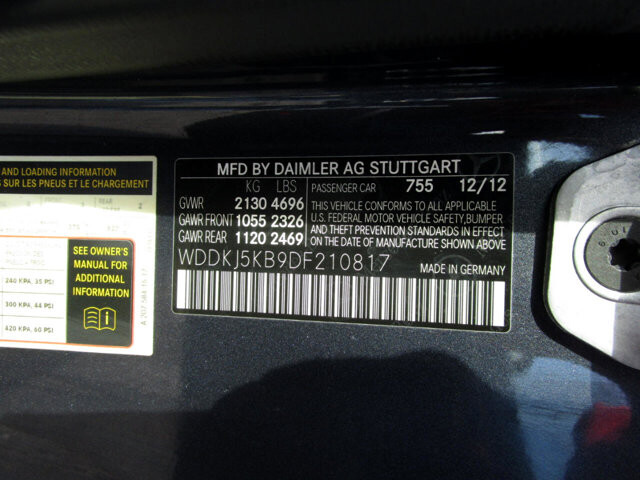 MFD BY DAIMLER AG STUTTGART
KG LBS PASSENGER CAR 755 12/12
GVWR 2130 4696
GAWR FRONT 1055 2326
GAWR REAR 1120 2469
THIS VEHICLE CONFORMS TO ALL APPLICABLE
U.S. FEDERAL MOTOR VEHICLE SAFETY,BUMPER
AND THEFT PREVENTION STANDARDS IN EFFECT
ON THE DATE OF MANUFACTURE SHOWN ABOVE.
WDDKJ5KB9DF210817 MADE IN GERMANY
AND LOADING INFORMATION
SUR LES PNEUS ET LE CHARGEMENT
SEE OWNER'S
MANUAL FOR
ADDITIONAL
INFORMATION
240 KPA, 35 PSI
300 KPA, 44 PSI
420 KPA, 60 PSI